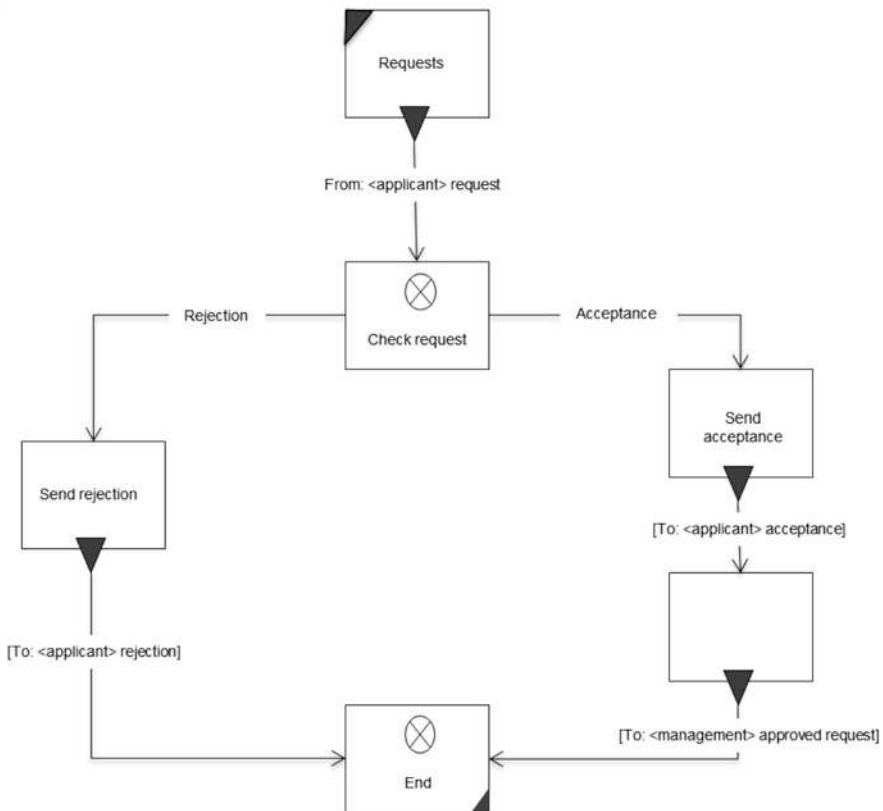 Requests
From: <applicant> request
Rejection
Acceptance
Check request
Send
acceptance
Send rejection
[To: <applicant> acceptance]
[To: <applicant> rejection]
[To: <management> approved request]
End